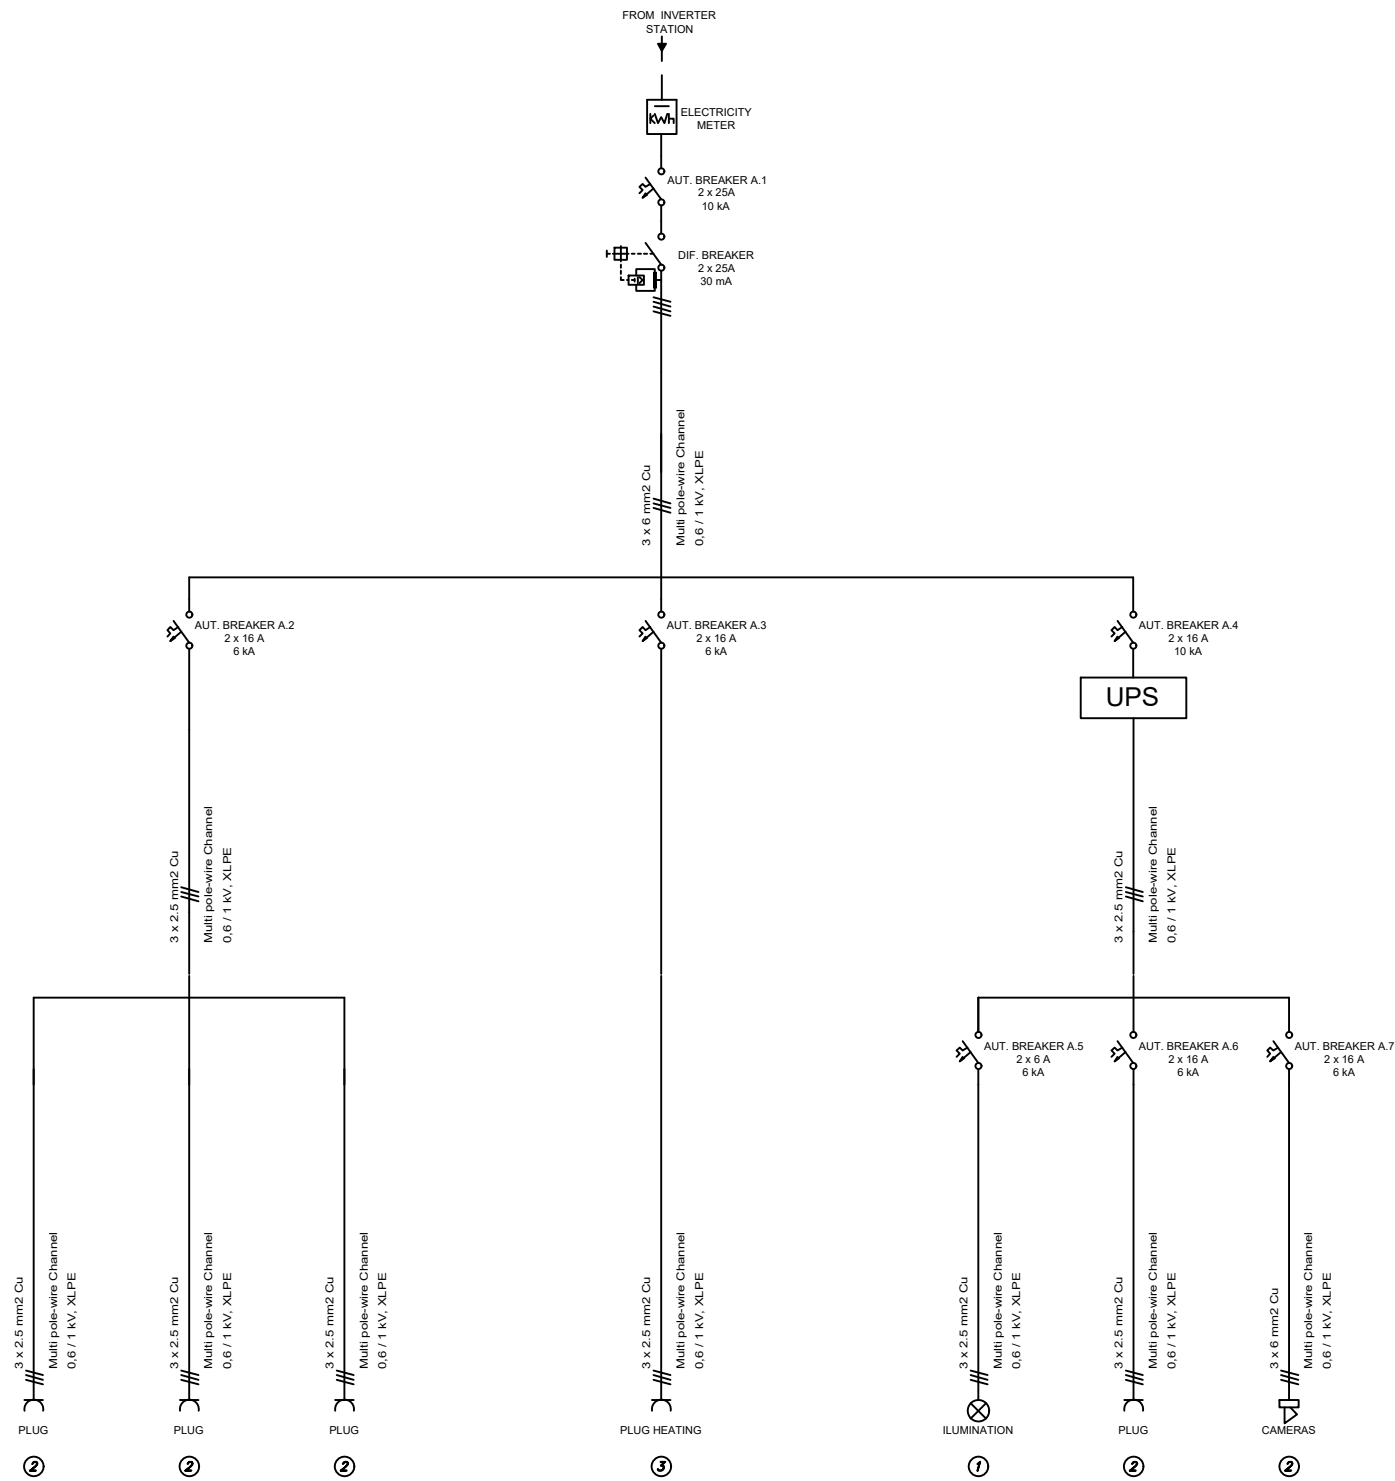 FROM INVERTER
STATION
KWh
ELECTRICITY
METER
AUT. BREAKER A.1
2 x 25A
10 kA
DIF. BREAKER
2 x 25A
30 mA
3 x 6 mm2 Cu
Multi pole-wire Channel
0,6 / 1 kV, XLPE
AUT. BREAKER A.2
2 x 16 A
6 kA
AUT. BREAKER A.3
2 x 16 A
6 kA
AUT. BREAKER A.4
2 x 16 A
10 kA
UPS
3 x 2.5 mm2 Cu
Multi pole-wire Channel
0,6 / 1 kV, XLPE
3 x 2.5 mm2 Cu
Multi pole-wire Channel
0,6 / 1 kV, XLPE
AUT. BREAKER A.5
2 x 6 A
6 kA
AUT. BREAKER A.6
2 x 16 A
6 kA
AUT. BREAKER A.7
2 x 16 A
6 kA
3 x 2.5 mm2 Cu
Multi pole-wire Channel
0,6 / 1 kV, XLPE
3 x 2.5 mm2 Cu
Multi pole-wire Channel
0,6 / 1 kV, XLPE
3 x 2.5 mm2 Cu
Multi pole-wire Channel
0,6 / 1 kV, XLPE
3 x 2.5 mm2 Cu
Multi pole-wire Channel
0,6 / 1 kV, XLPE
3 x 2.5 mm2 Cu
Multi pole-wire Channel
0,6 / 1 kV, XLPE
3 x 2.5 mm2 Cu
Multi pole-wire Channel
0,6 / 1 kV, XLPE
3 x 6 mm2 Cu
Multi pole-wire Channel
0,6 / 1 kV, XLPE
PLUG
PLUG
PLUG
PLUG HEATING
ILUMINATION
PLUG
CAMERAS
2
2
2
3
1
2
2